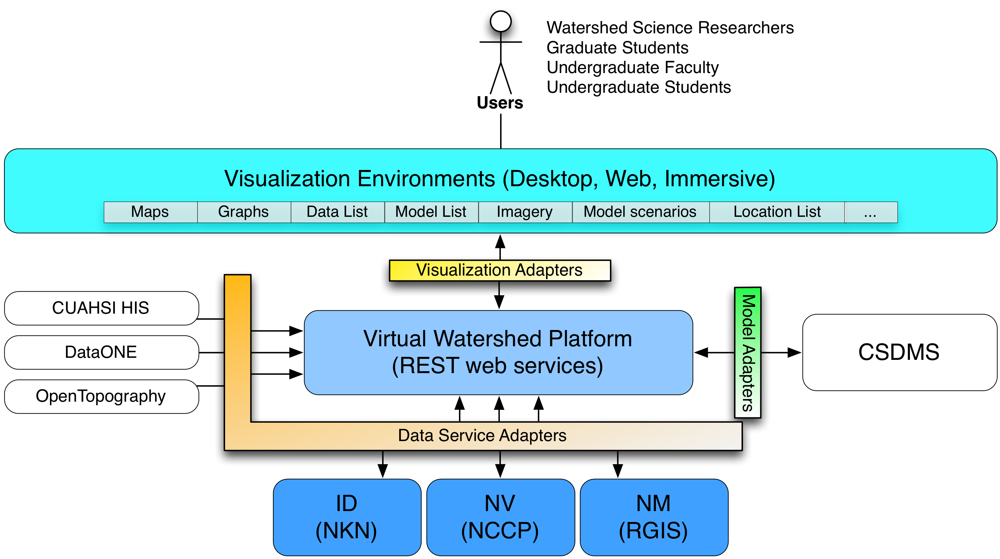 Watershed Science Researchers
Graduate Students
Undergraduate Faculty
Undergraduate Students
Users
Visualization Environments (Desktop, Web, Immersive)
Maps
Graphs
Data List
Model List
Imagery
Model scenarios
Location List
...
Visualization Adapters
CUAHSI HIS
DataONE
OpenTopography
Virtual Watershed Platform
(REST web services)
Model Adapters
CSDMS
Data Service Adapters
ID
(NKN)
NV
(NCCP)
NM
(RGIS)